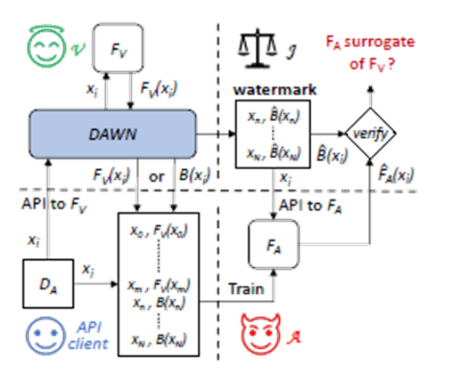 𝒱
F_V
x_i
F_V(x_i)
DAWN
F_V(x_i) or B(x_i)
API to F_V
x_i
D_A
x_i
API
client
x_0 , F_V(x_0)
x_m , F_V(x_m)
x_n , B(x_n)
x_N , B(x_N)
𝒥
F_A surrogate
of F_V ?
watermark
x_n , B̂(x_n)
x_N , B̂(x_N)
B̂(x_i)
verify
x_i
API to F_A
F̂_A(x_i)
F_A
Train
𝒜